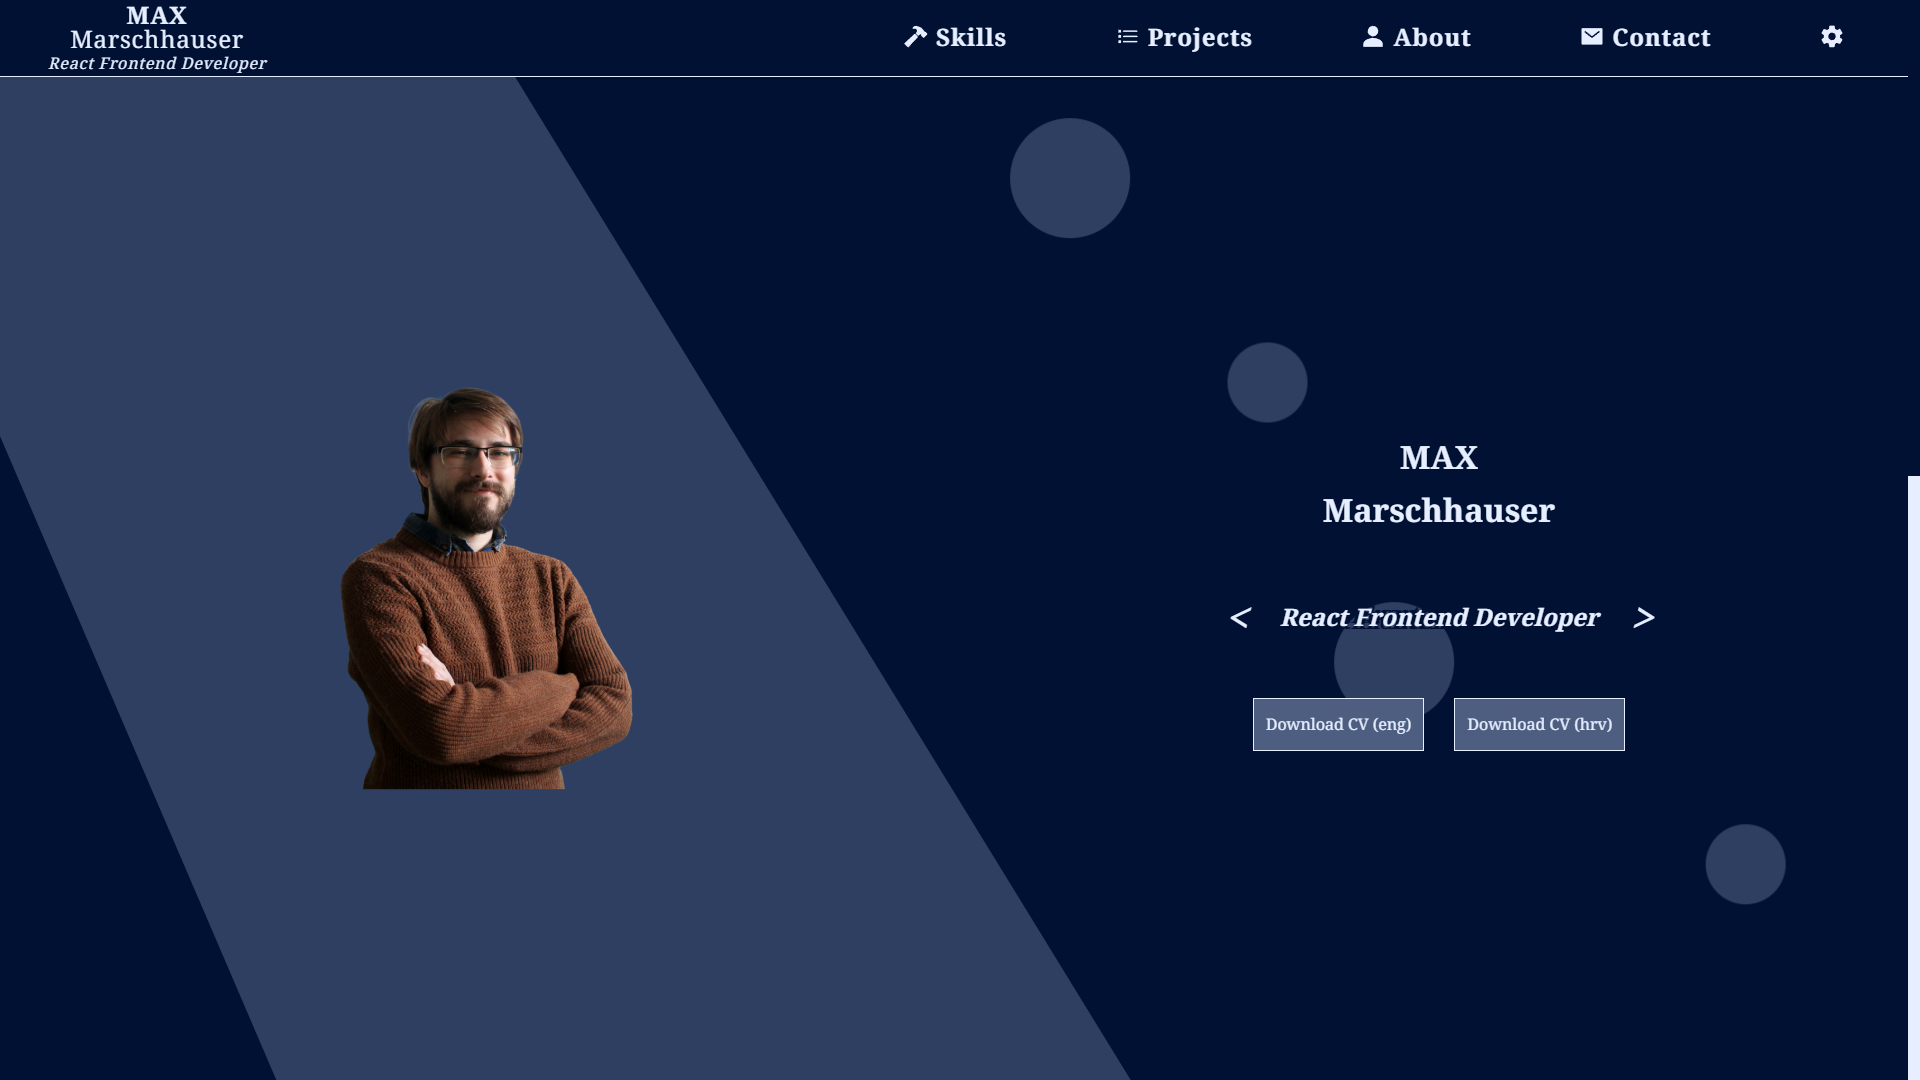 MAX
Marschhauser
React Frontend Developer
Skills
Projects
About
Contact
MAX
Marschhauser
< React Frontend Developer >
Download CV (eng)
Download CV (hrv)